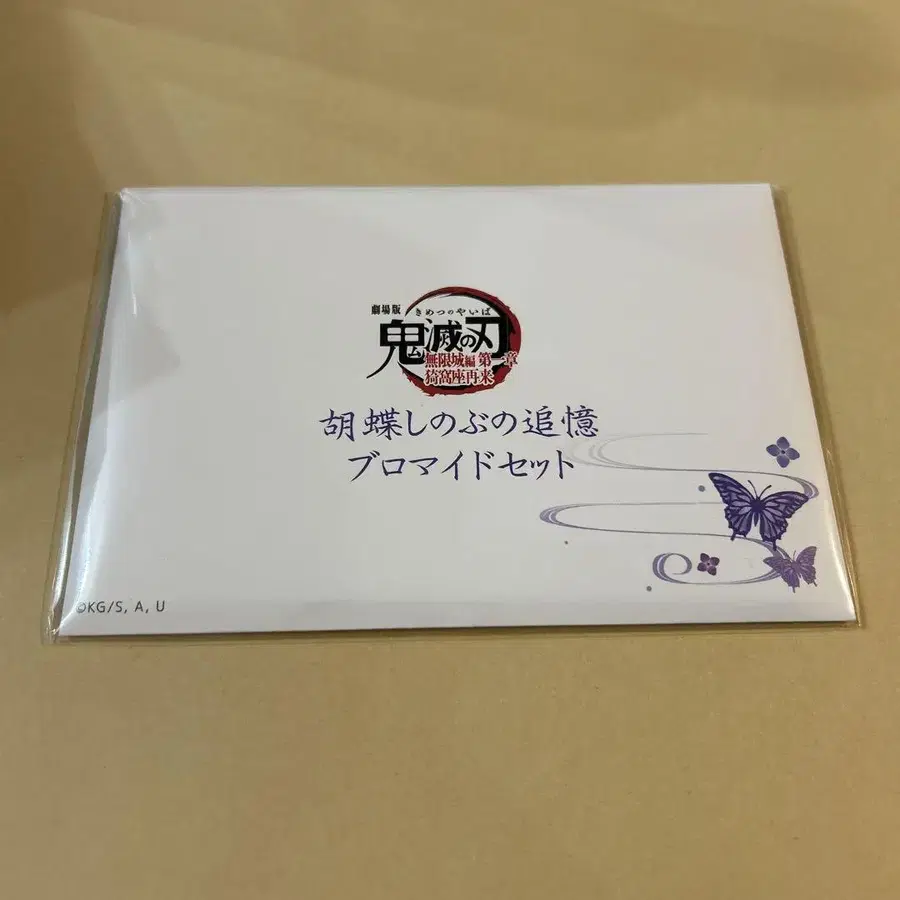 劇場版 きめつのやいば
鬼滅の刃
無限城編 第一章
猗窩座再来
胡蝶しのぶの追憶
ブロマイドセット
©KG/S, A, U